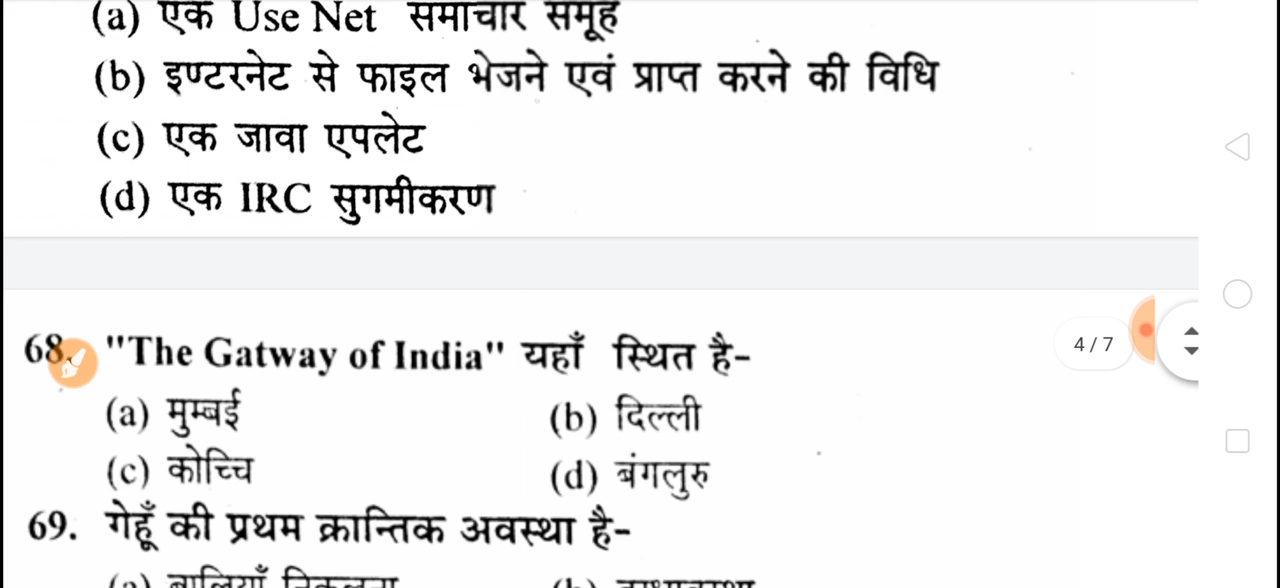 (a) एक Use Net समाचार समूह
(b) इण्टरनेट से फाइल भेजने एवं प्राप्त करने की विधि
(c) एक जावा एपलेट
(d) एक IRC सुगमीकरण
68. "The Gatway of India" यहाँ स्थित है-
4/7
(a) मुम्बई (b) दिल्ली
(c) कोच्चि (d) बंगलुरु
69. गेहूँ की प्रथम क्रान्तिक अवस्था है-
(a) बालियाँ निकलना (b)